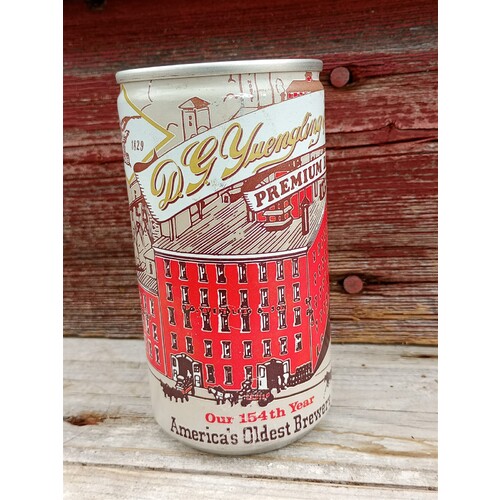 1829
D.G. Yuengling
PREMIUM
Our 154th Year
America's Oldest Brewery